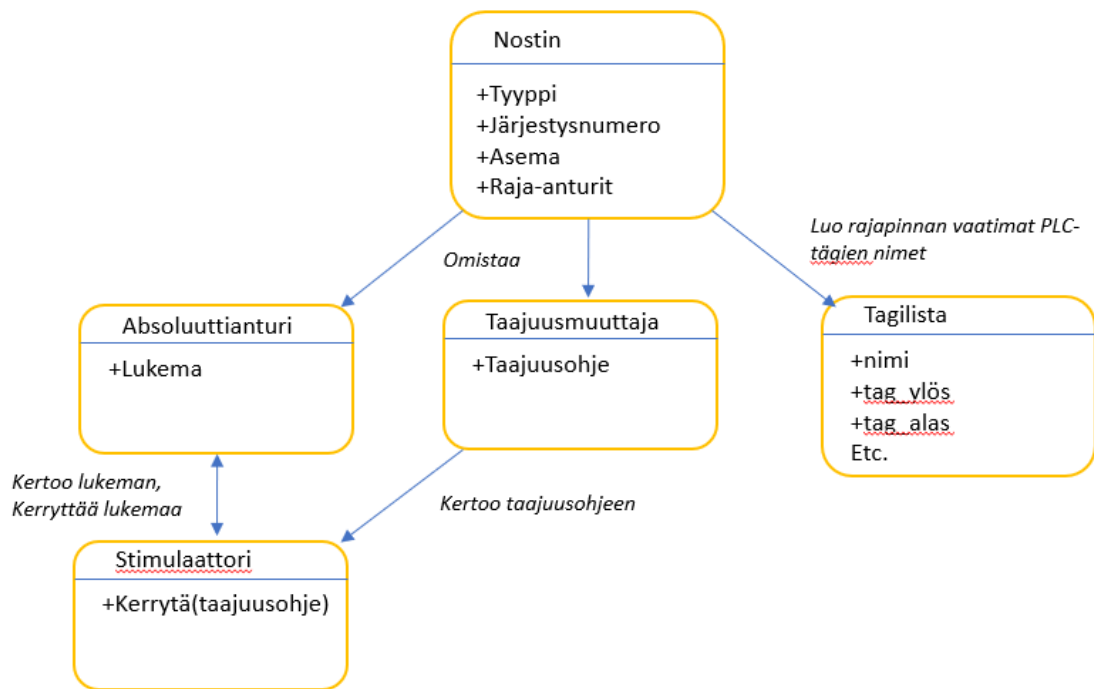 Nostin
+Tyyppi
+Järjestysnumero
+Asema
+Raja-anturit
Luo rajapinnan vaatimat PLC-
tägien nimet
Omistaa
Absoluuttianturi
+Lukema
Taajuusmuuttaja
+Taajuusohje
Tagilista
+nimi
+tag_ylös
+tag_alas
Etc.
Kertoo lukeman,
Kerryttää lukemaa
Kertoo taajuusohjeen
Stimulaattori
+Kerrytä(taajuusohje)